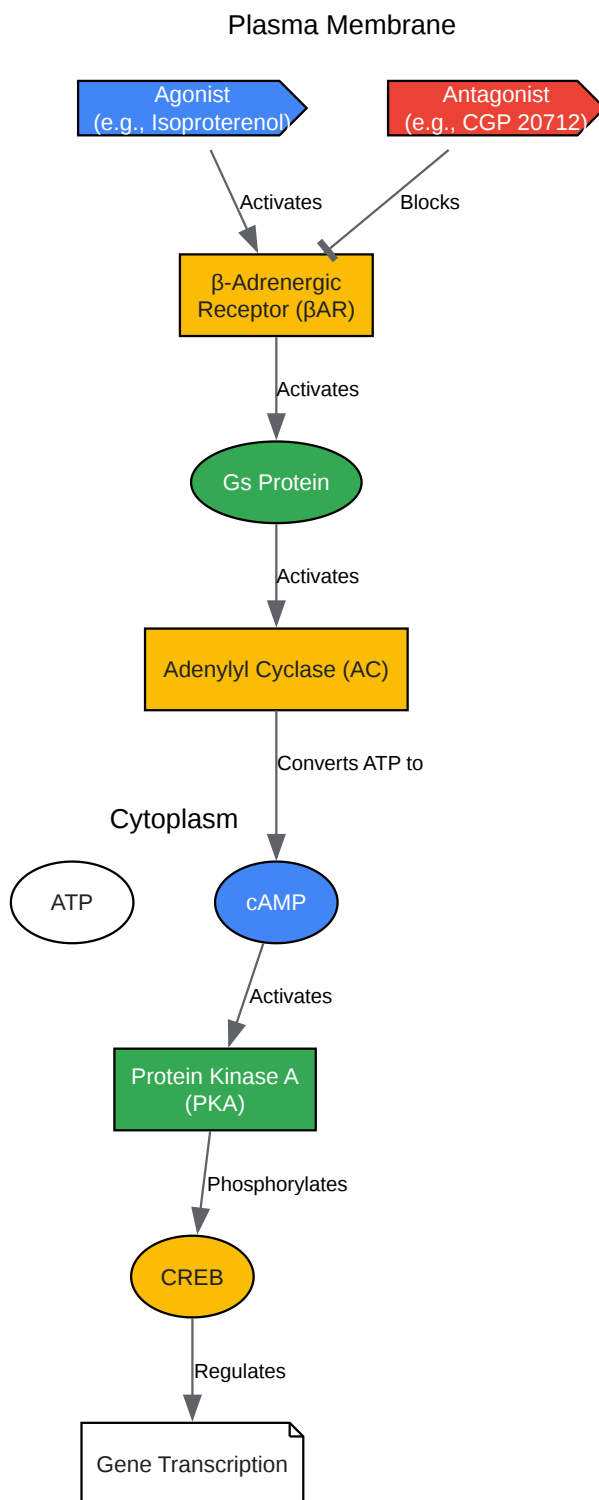 Plasma Membrane
Agonist
(e.g., Isoproterenol)
Antagonist
(e.g., CGP 20712)
Activates
Blocks
β-Adrenergic
Receptor (βAR)
Activates
Gs Protein
Activates
Adenylyl Cyclase (AC)
Converts ATP to
Cytoplasm
ATP
cAMP
Activates
Protein Kinase A
(PKA)
Phosphorylates
CREB
Regulates
Gene Transcription